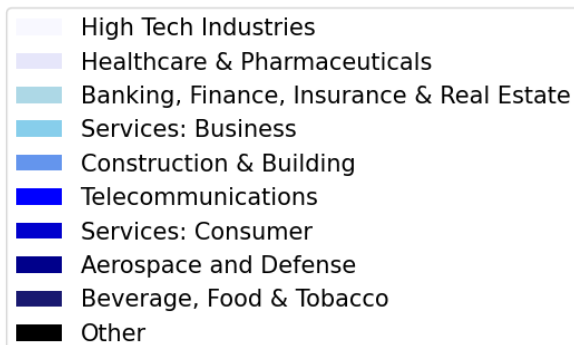 High Tech Industries
Healthcare & Pharmaceuticals
Banking, Finance, Insurance & Real Estate
Services: Business
Construction & Building
Telecommunications
Services: Consumer
Aerospace and Defense
Beverage, Food & Tobacco
Other